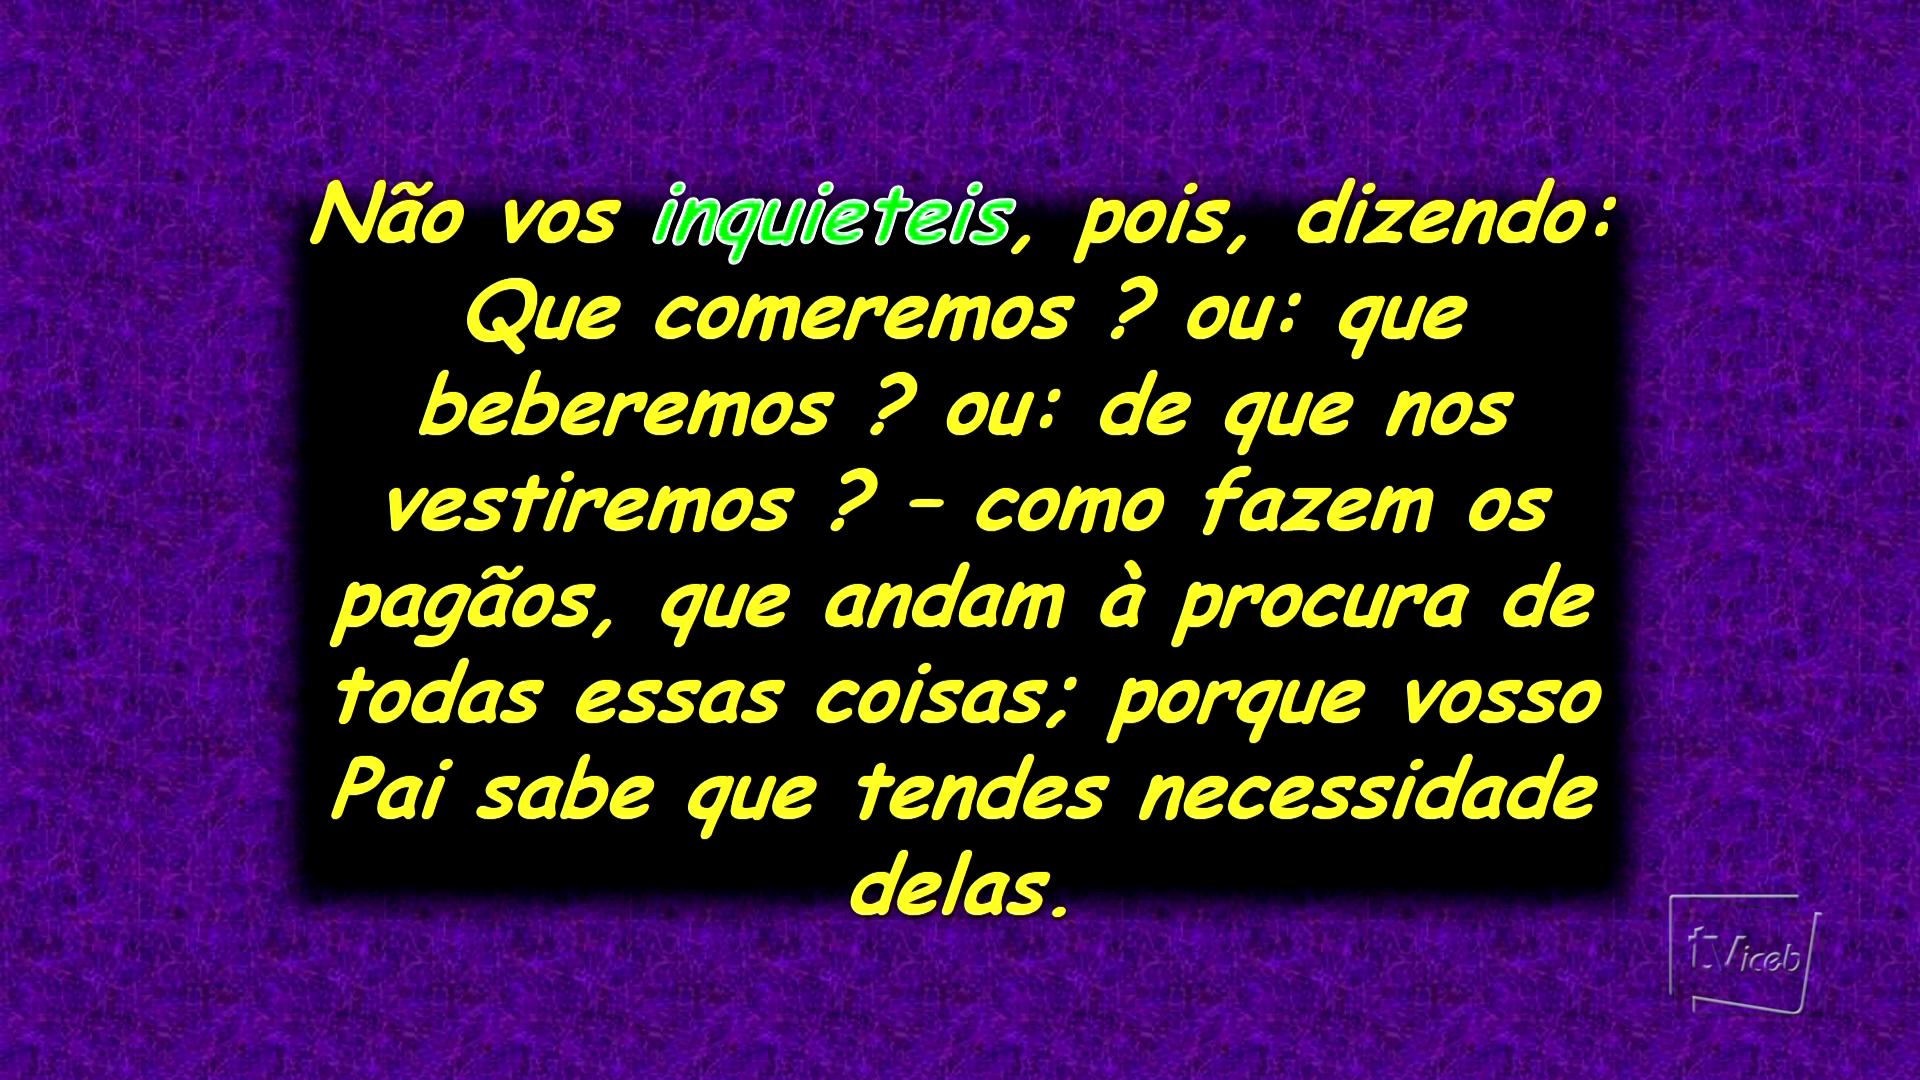 Não vos inquieteis, pois, dizendo:
Que comeremos ? ou: que
beberemos ? ou: de que nos
vestiremos ? – como fazem os
pagãos, que andam à procura de
todas essas coisas; porque vosso
Pai sabe que tendes necessidade
delas.
tViceb